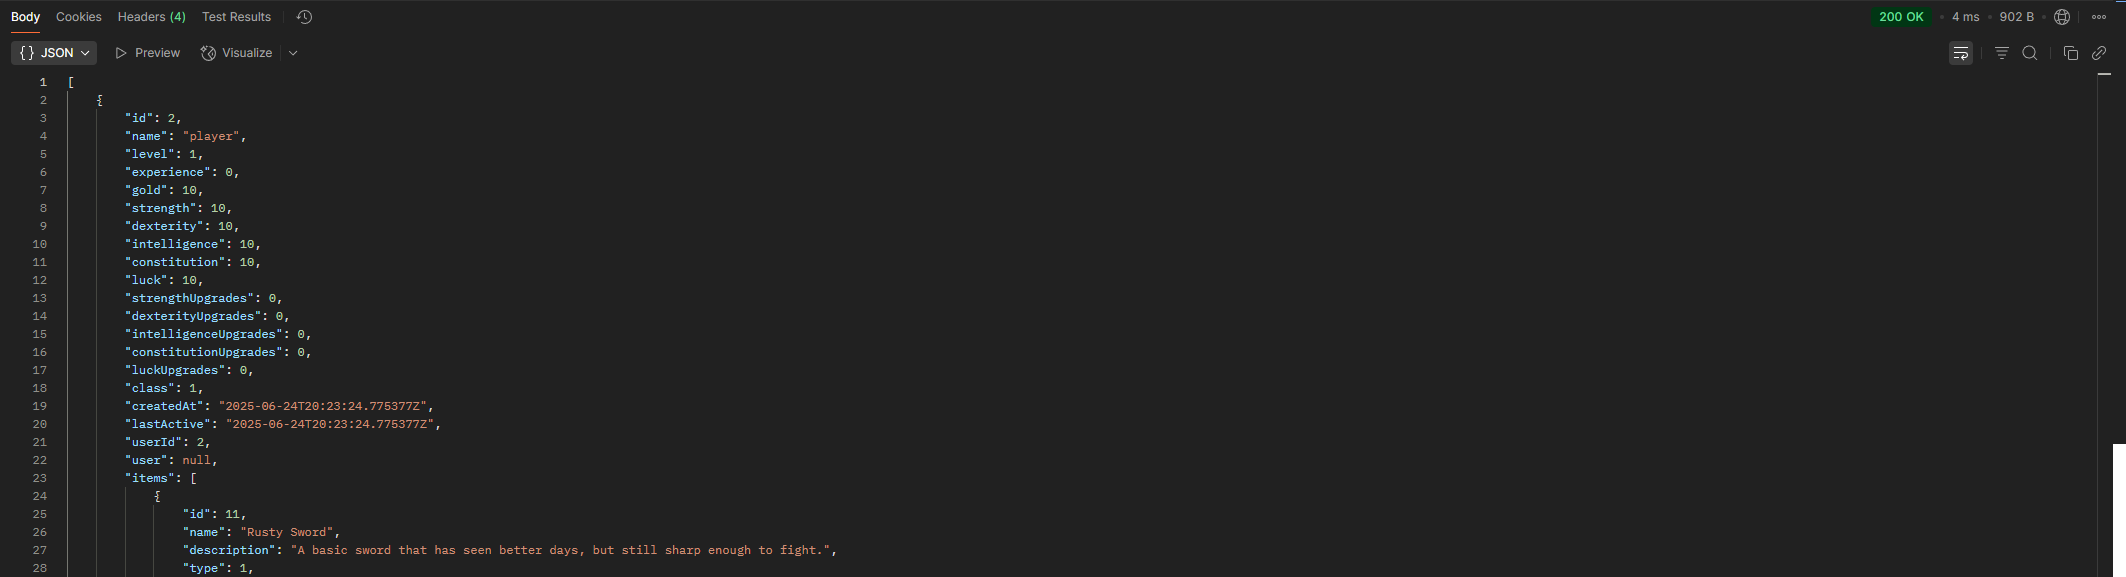 Body Cookies Headers (4) Test Results 200 OK • 4 ms • 902 B •
{} JSON Preview Visualize
1 [
2 {
3 "id": 2,
4 "name": "player",
5 "level": 1,
6 "experience": 0,
7 "gold": 10,
8 "strength": 10,
9 "dexterity": 10,
10 "intelligence": 10,
11 "constitution": 10,
12 "luck": 10,
13 "strengthUpgrades": 0,
14 "dexterityUpgrades": 0,
15 "intelligenceUpgrades": 0,
16 "constitutionUpgrades": 0,
17 "luckUpgrades": 0,
18 "class": 1,
19 "createdAt": "2025-06-24T20:23:24.775377Z",
20 "lastActive": "2025-06-24T20:23:24.775377Z",
21 "userId": 2,
22 "user": null,
23 "items": [
24 {
25 "id": 11,
26 "name": "Rusty Sword",
27 "description": "A basic sword that has seen better days, but still sharp enough to fight.",
28 "type": 1,